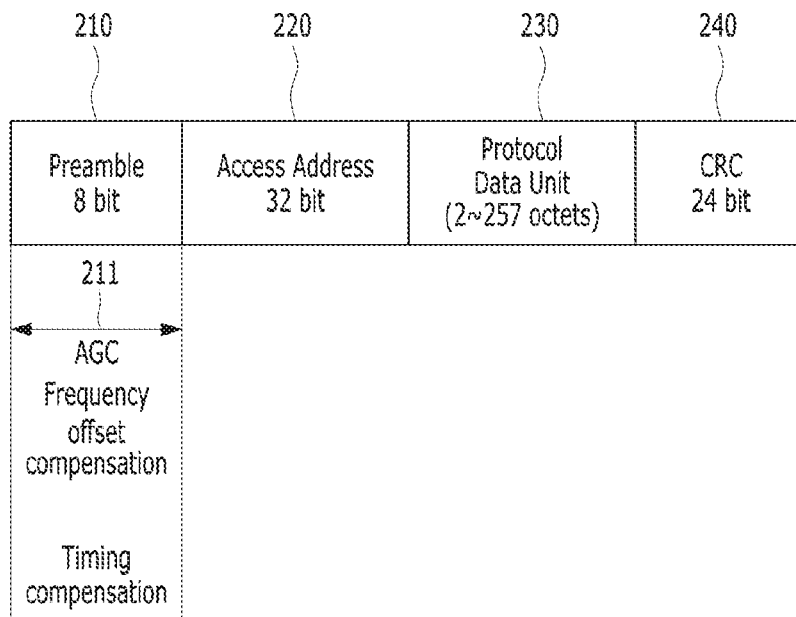 210 220 230 240
Preamble
8 bit
Access Address
32 bit
Protocol
Data Unit
(2~257 octets)
CRC
24 bit
211
AGC
Frequency
offset
compensation
Timing
compensation